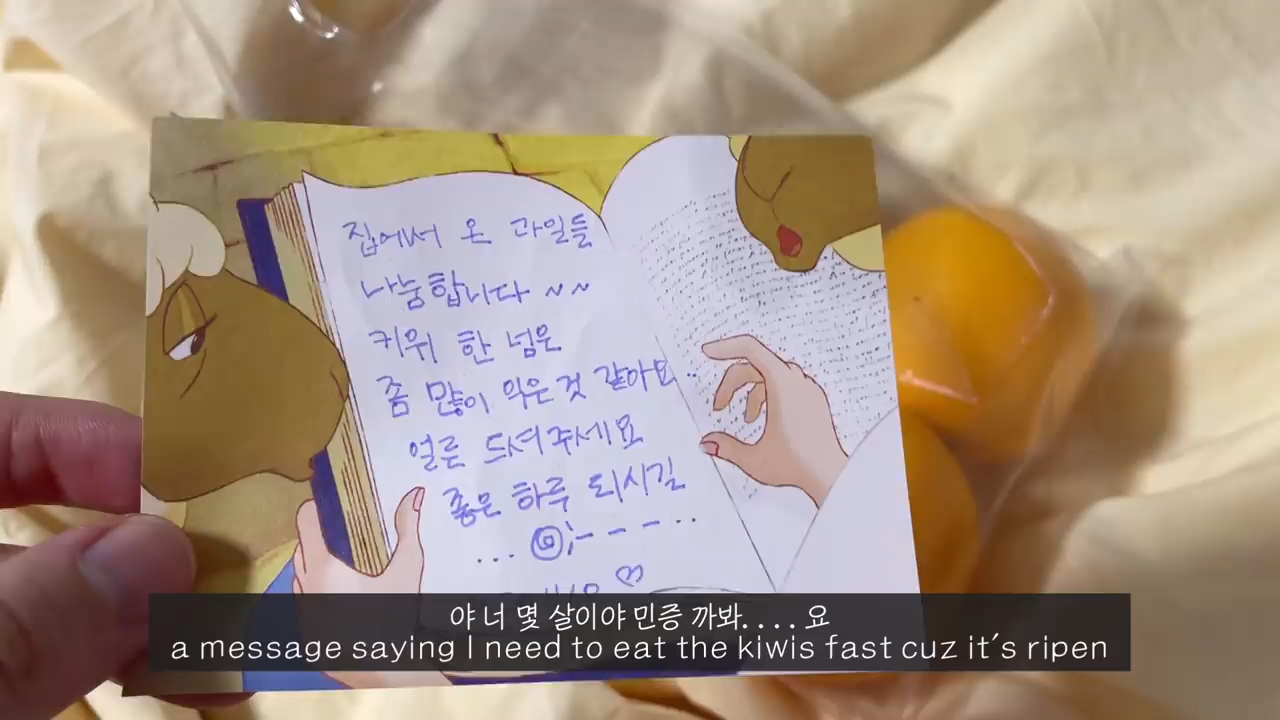 집에서 온 과일들
나눔합니다 ~~
키위 한 넘은
좀 많이 익은것 같아요..
얼른 드셔주세요
좋은 하루 되시길
야 너 몇 살이야 민증 까봐.... 요
a message saying I need to eat the kiwis fast cuz it's ripen